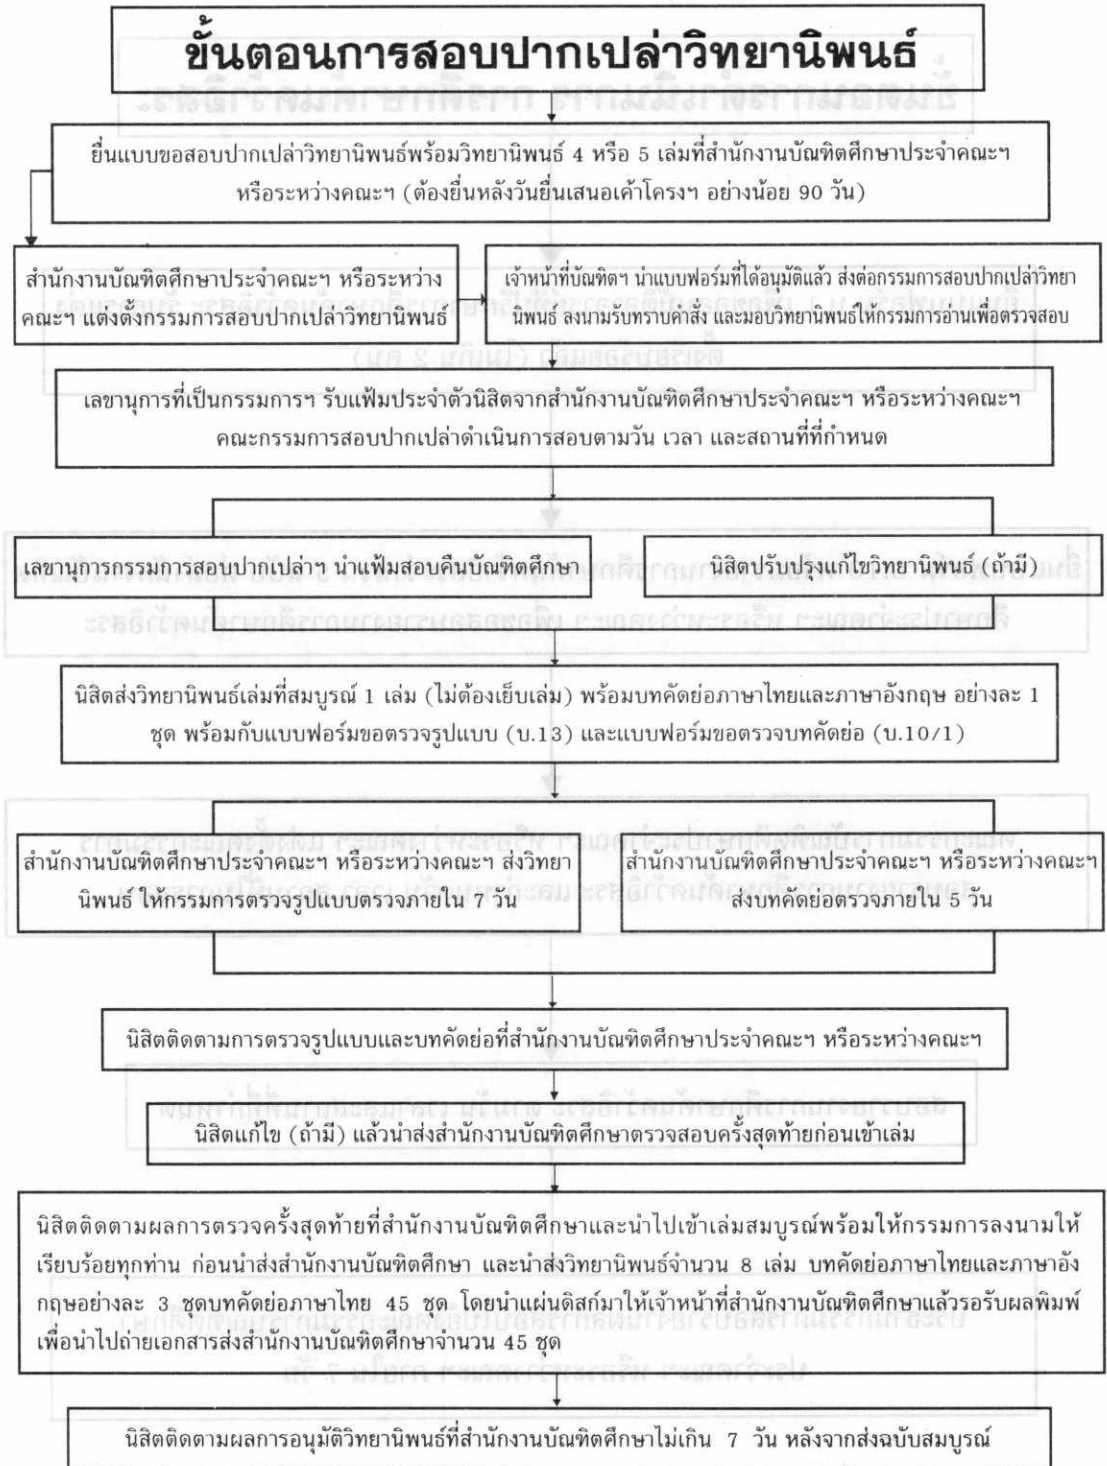 ขั้นตอนการสอบปากเปล่าวิทยานิพนธ์
ยื่นแบบขอสอบปากเปล่าวิทยานิพนธ์พร้อมวิทยานิพนธ์ 4 หรือ 5 เล่มที่สำนักงานบัณฑิตศึกษาประจำคณะฯ
หรือระหว่างคณะฯ (ต้องยื่นหลังวันยื่นเสนอเค้าโครงฯ อย่างน้อย 90 วัน)
สำนักงานบัณฑิตศึกษาประจำคณะฯ หรือระหว่าง
คณะฯ แต่งตั้งกรรมการสอบปากเปล่าวิทยานิพนธ์
เจ้าหน้าที่บัณฑิตฯ นำแบบฟอร์มที่ได้อนุมัติแล้ว ส่งต่อกรรมการสอบปากเปล่าวิทยา
นิพนธ์ ลงนามรับทราบคำสั่ง และมอบวิทยานิพนธ์ให้กรรมการอ่านเพื่อตรวจสอบ
เลขานุการที่เป็นกรรมการฯ รับแฟ้มประจำตัวนิสิตจากสำนักงานบัณฑิตศึกษาประจำคณะฯ หรือระหว่างคณะฯ
คณะกรรมการสอบปากเปล่าดำเนินการสอบตามวัน เวลา และสถานที่ที่กำหนด
เลขานุการกรรมการสอบปากเปล่าฯ นำแฟ้มสอบคืนบัณฑิตศึกษา
นิสิตปรับปรุงแก้ไขวิทยานิพนธ์ (ถ้ามี)
นิสิตส่งวิทยานิพนธ์เล่มที่สมบูรณ์ 1 เล่ม (ไม่ต้องเย็บเล่ม) พร้อมบทคัดย่อภาษาไทยและภาษาอังกฤษ อย่างละ 1
ชุด พร้อมกับแบบฟอร์มขอตรวจรูปแบบ (บ.13) และแบบฟอร์มขอตรวจบทคัดย่อ (บ.10/1)
สำนักงานบัณฑิตศึกษาประจำคณะฯ หรือระหว่างคณะฯ ส่งวิทยา
นิพนธ์ ให้กรรมการตรวจรูปแบบตรวจภายใน 7 วัน
สำนักงานบัณฑิตศึกษาประจำคณะฯ หรือระหว่างคณะฯ
ส่งบทคัดย่อตรวจภายใน 5 วัน
นิสิตติดตามการตรวจรูปแบบและบทคัดย่อที่สำนักงานบัณฑิตศึกษาประจำคณะฯ หรือระหว่างคณะฯ
นิสิตแก้ไข (ถ้ามี) แล้วนำส่งสำนักงานบัณฑิตศึกษาตรวจสอบครั้งสุดท้ายก่อนเข้าเล่ม
นิสิตติดตามผลการตรวจครั้งสุดท้ายที่สำนักงานบัณฑิตศึกษาและนำไปเข้าเล่มสมบูรณ์พร้อมให้กรรมการลงนามให้
เรียบร้อยทุกท่าน ก่อนนำส่งสำนักงานบัณฑิตศึกษา และนำส่งวิทยานิพนธ์จำนวน 8 เล่ม บทคัดย่อภาษาไทยและภาษาอัง
กฤษอย่างละ 3 ชุดบทคัดย่อภาษาไทย 45 ชุด โดยนำแผ่นดิสก์มาให้เจ้าหน้าที่สำนักงานบัณฑิตศึกษาแล้วรอรับผลพิมพ์
เพื่อนำไปถ่ายเอกสารส่งสำนักงานบัณฑิตศึกษาจำนวน 45 ชุด
นิสิตติดตามผลการอนุมัติวิทยานิพนธ์ที่สำนักงานบัณฑิตศึกษาไม่เกิน 7 วัน หลังจากส่งฉบับสมบูรณ์